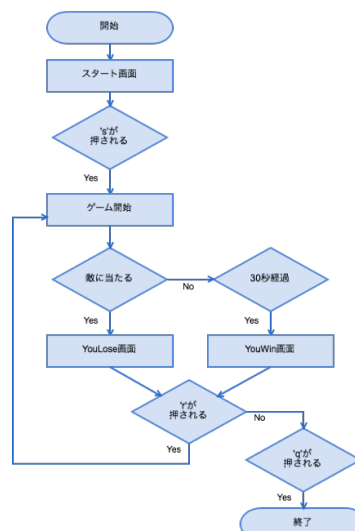 開始
スタート画面
's'が
押される
Yes
ゲーム開始
敵に当たる
No
30秒経過
Yes
Yes
YouLose画面
YouWin画面
'r'が
押される
No
Yes
'q'が
押される
Yes
終了